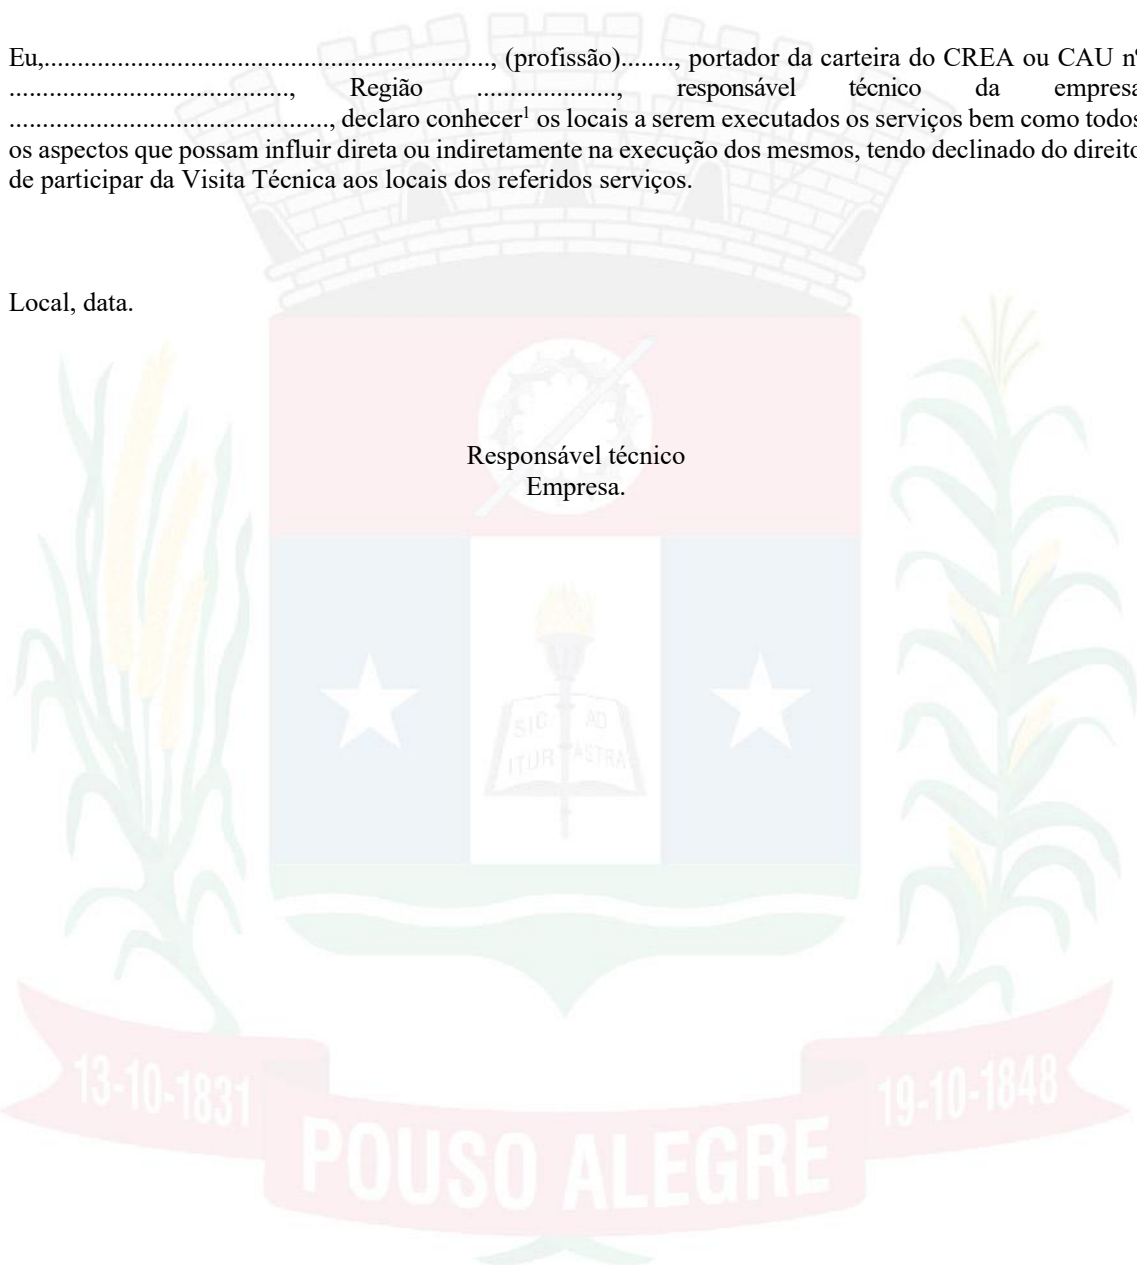 Eu,..................................................................., (profissão)........, portador da carteira do CREA ou CAU nº
.........................................., Região ....................., responsável técnico da empresa
................................................, declaro conhecer¹ os locais a serem executados os serviços bem como todos
os aspectos que possam influir direta ou indiretamente na execução dos mesmos, tendo declinado do direito
de participar da Visita Técnica aos locais dos referidos serviços.
Local, data.
Responsável técnico
Empresa.
SIC AD
ITUR ASTRA
13-10-1831
19-10-1848
POUSO ALEGRE